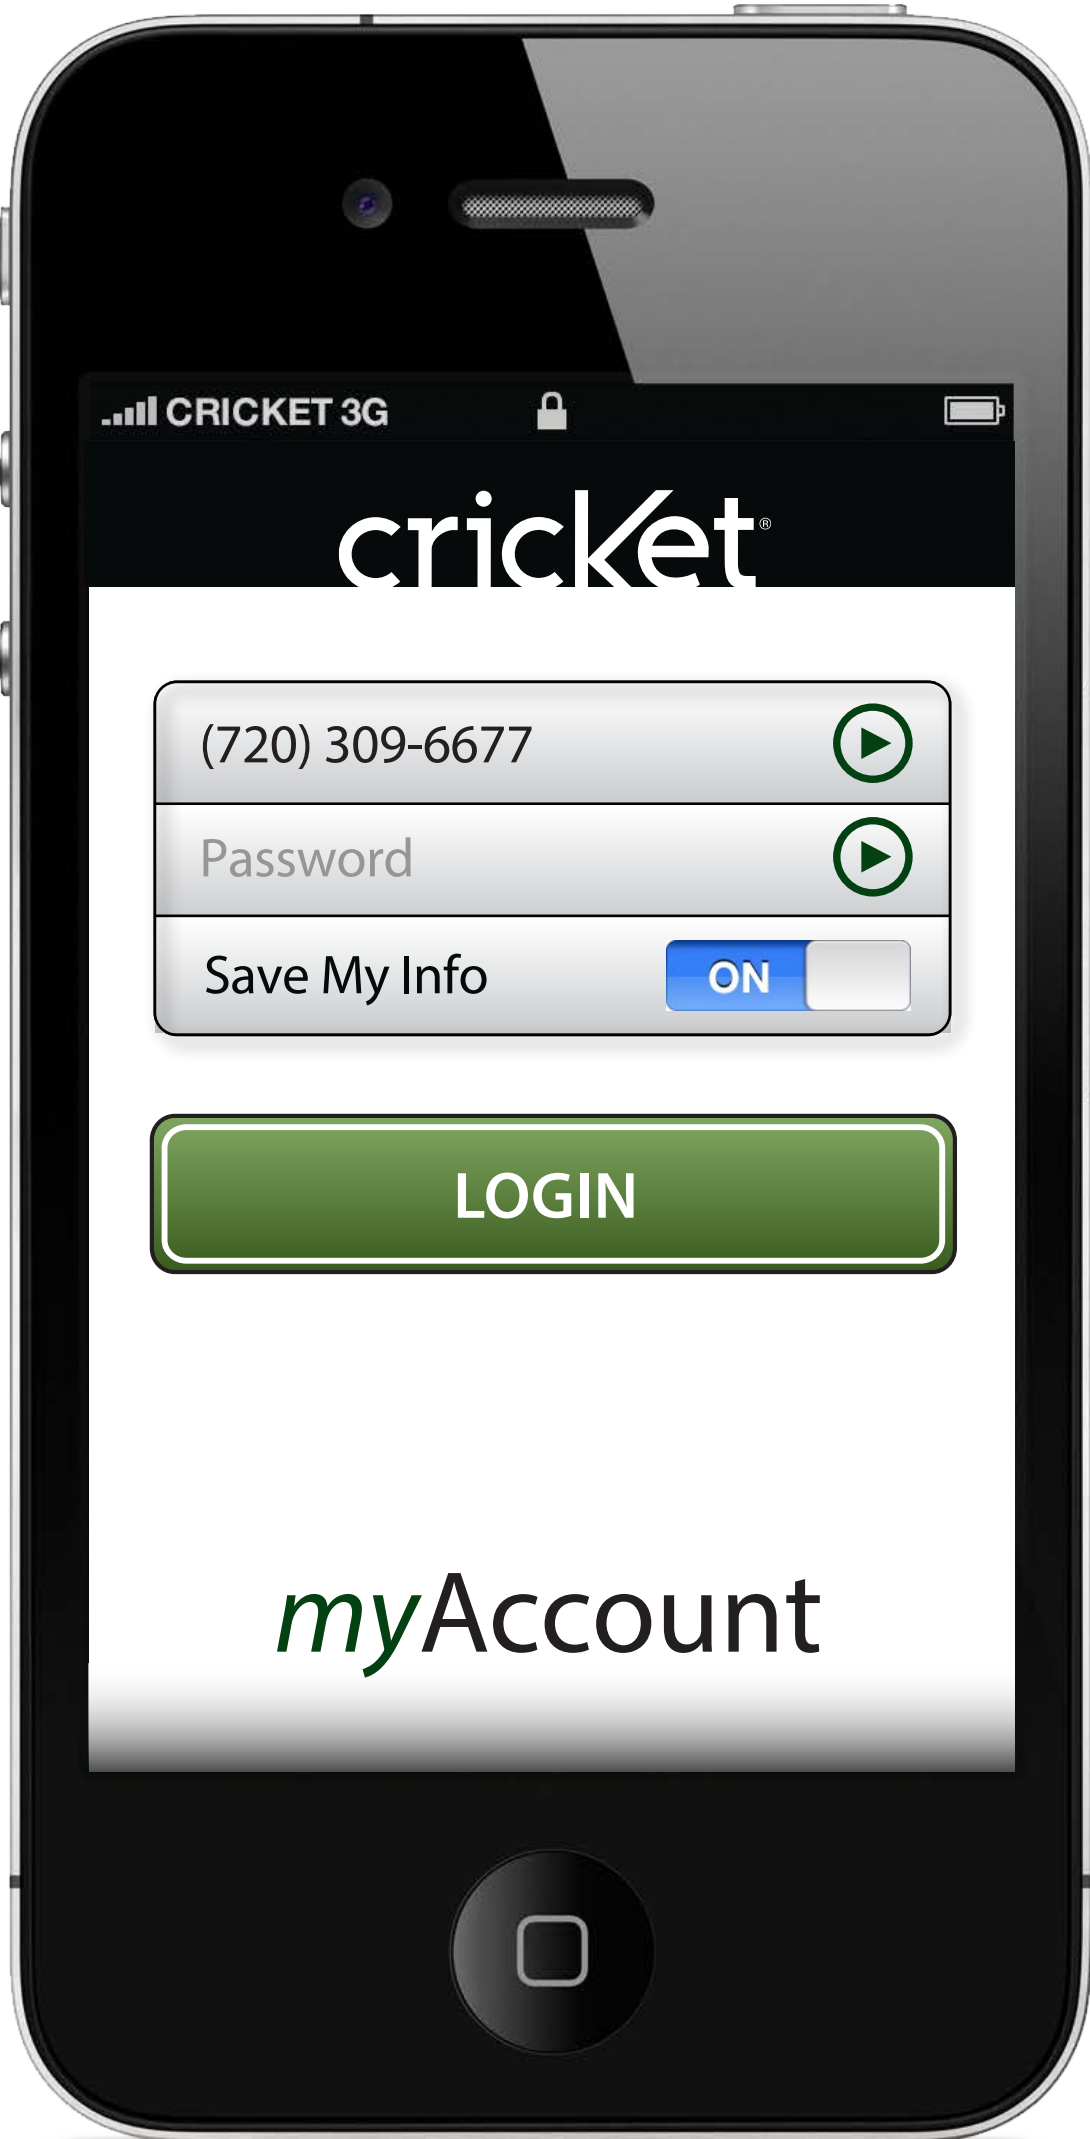 CRICKET 3G
cricket®
(720) 309-6677
Password
Save My Info ON
LOGIN
myAccount